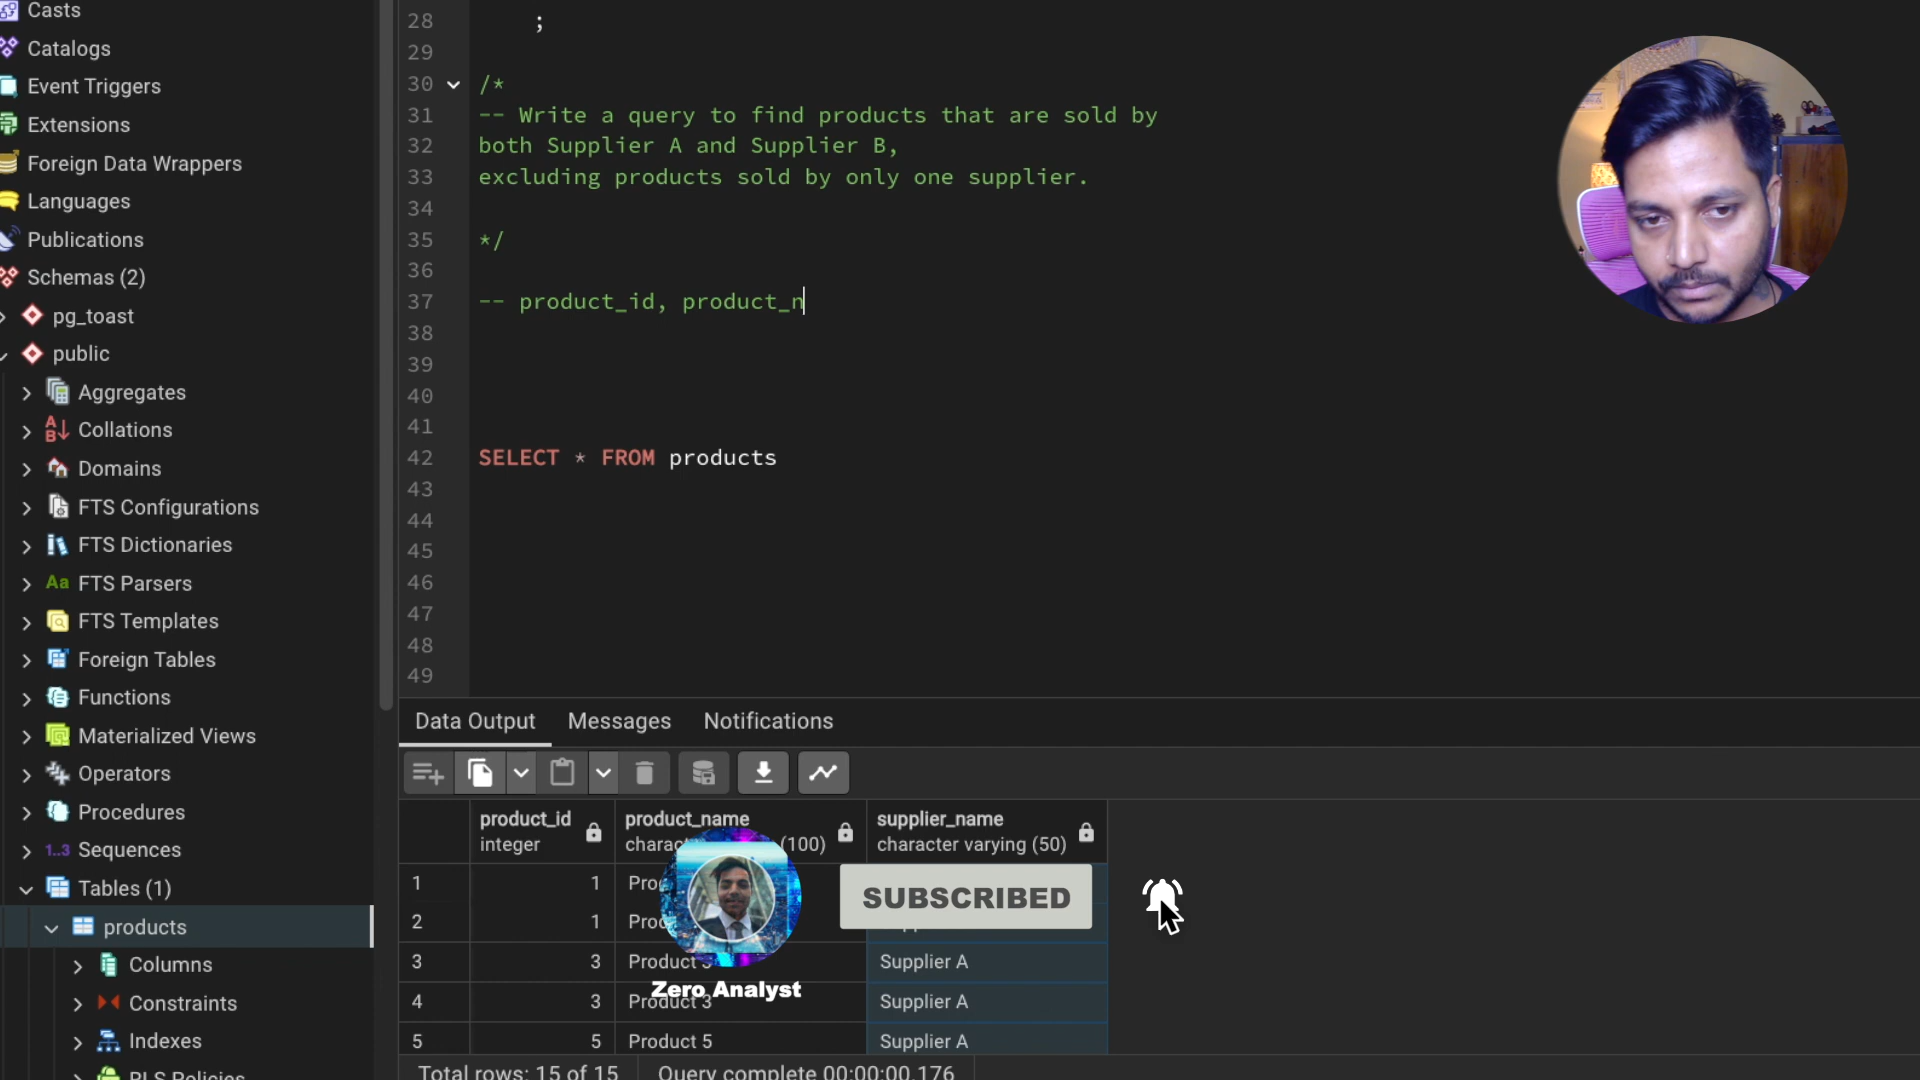 Casts
Catalogs
Event Triggers
Extensions
Foreign Data Wrappers
Languages
Publications
Schemas (2)
pg_toast
public
Aggregates
Collations
Domains
FTS Configurations
FTS Dictionaries
Aa FTS Parsers
FTS Templates
Foreign Tables
Functions
Materialized Views
Operators
Procedures
1..3 Sequences
Tables (1)
products
Columns
Constraints
Indexes
RLS Policies
28 ;
29
30 /*
31 -- Write a query to find products that are sold by
32 both Supplier A and Supplier B,
33 excluding products sold by only one supplier.
34
35 */
36
37 -- product_id, product_n
38
39
40
41
42 SELECT * FROM products
43
44
45
46
47
48
49
Data Output Messages Notifications
product_id product_name supplier_name
integer (100) character varying (50)
1 1
2 1
3 3 Product Supplier A
4 3 Product 3 Supplier A
5 5 Product 5 Supplier A
SUBSCRIBED
Zero Analyst
Total rows: 15 of 15 Query complete 00:00:00.176